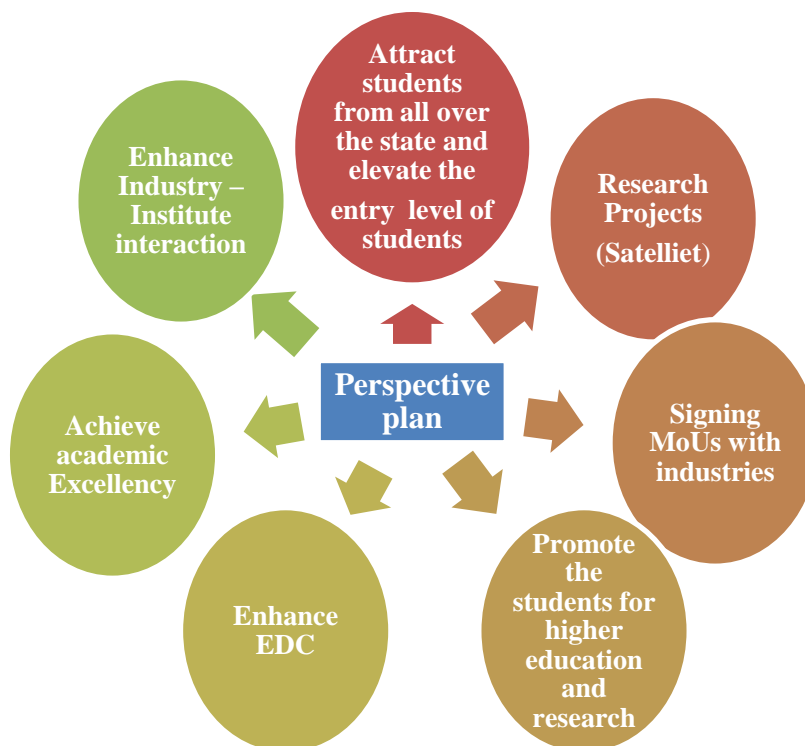 Attract
students
from all over
the state and
elevate the
entry level of
students
Research
Projects
(Satelliet)
Signing
MoUs with
industries
Promote
the
students for
higher
education
and
research
Enhance
EDC
Achieve
academic
Excellency
Enhance
Industry –
Institute
interaction
Perspective
plan